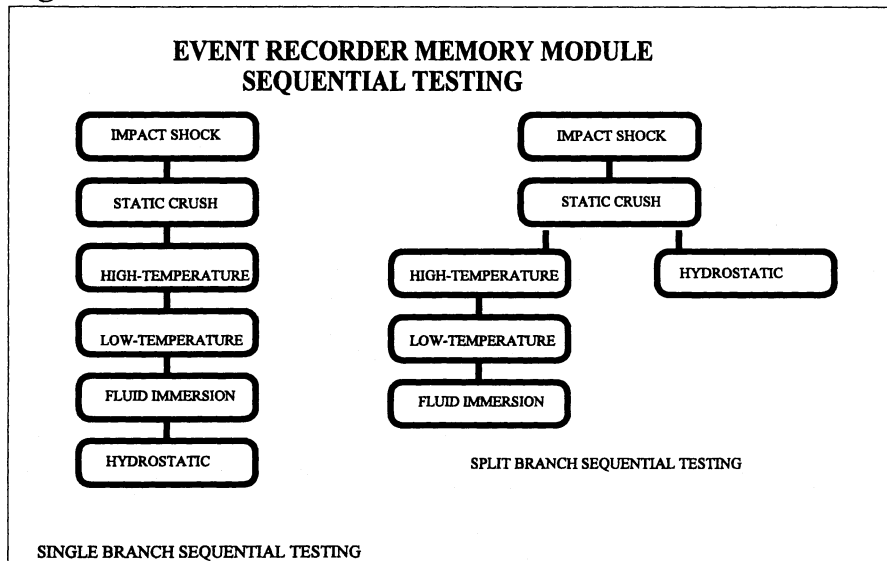 EVENT RECORDER MEMORY MODULE
SEQUENTIAL TESTING
IMPACT SHOCK
STATIC CRUSH
HIGH-TEMPERATURE
LOW-TEMPERATURE
FLUID IMMERSION
HYDROSTATIC
SINGLE BRANCH SEQUENTIAL TESTING
IMPACT SHOCK
STATIC CRUSH
HIGH-TEMPERATURE
HYDROSTATIC
LOW-TEMPERATURE
FLUID IMMERSION
SPLIT BRANCH SEQUENTIAL TESTING